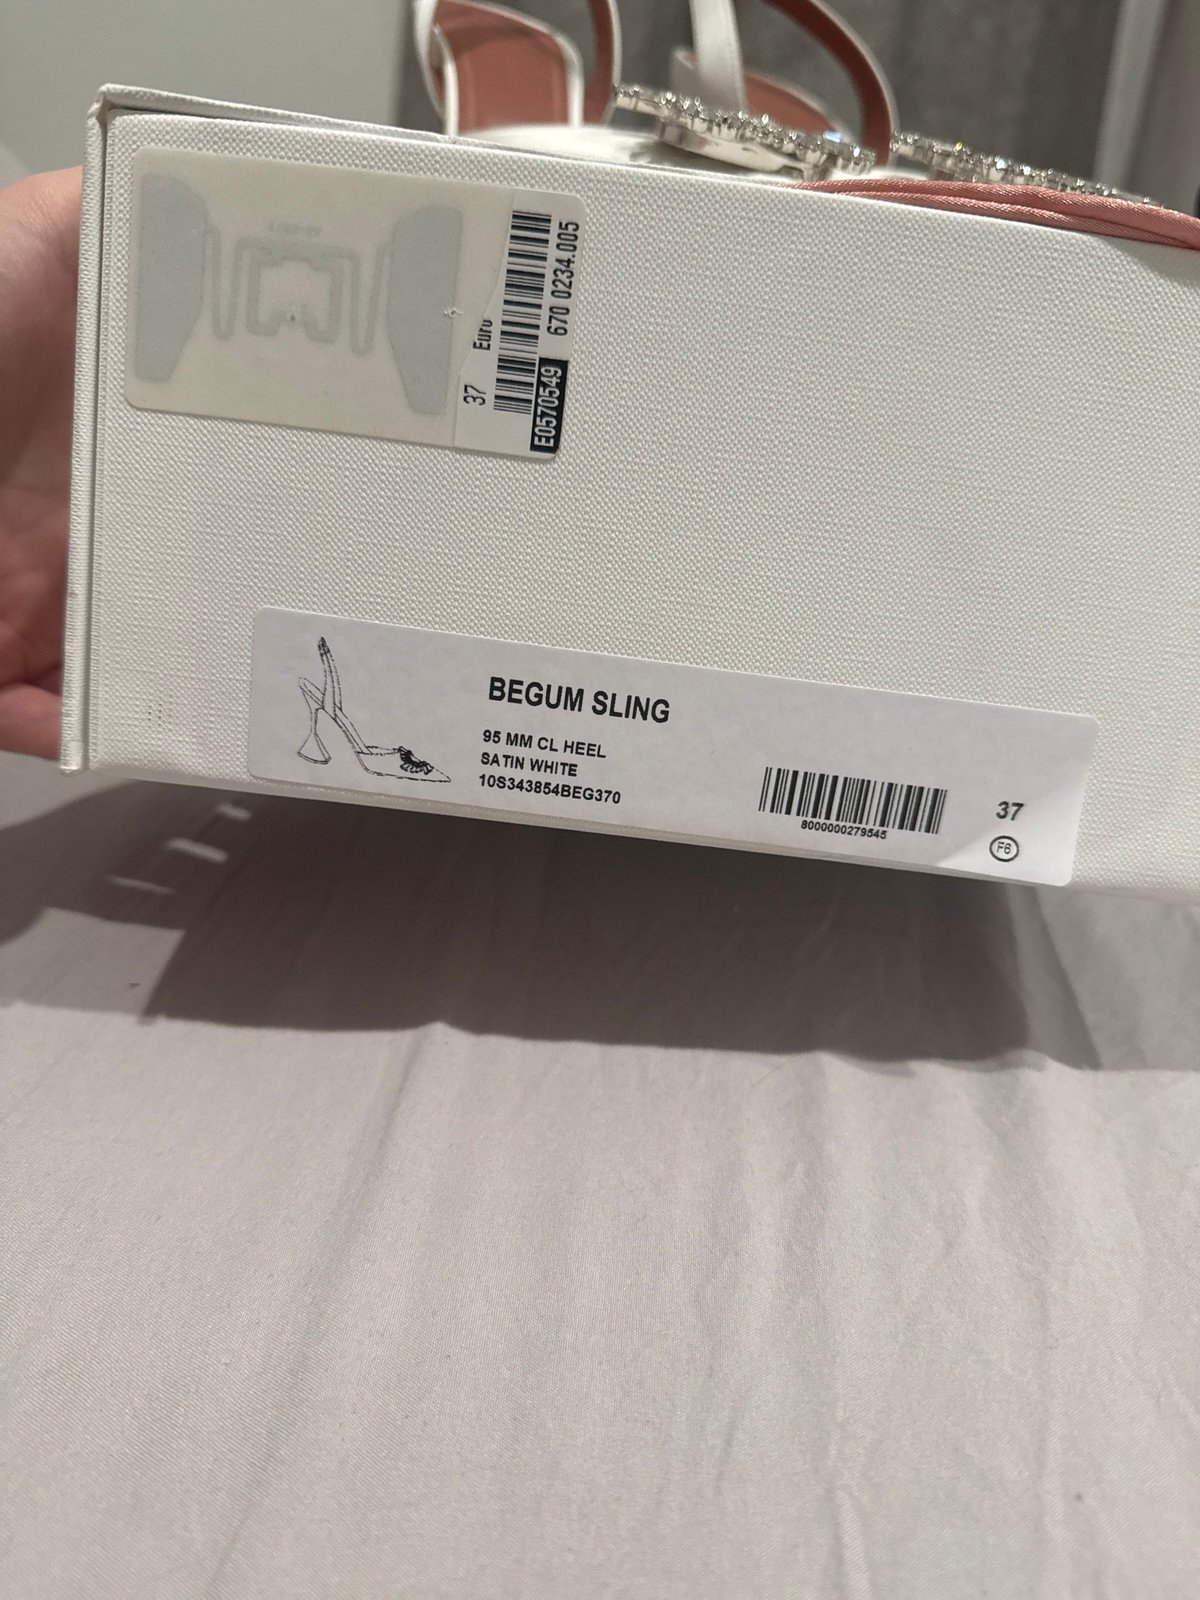 37 Euro
670 0234.005
E0570549
BEGUM SLING
95 MM CL HEEL
SATIN WHITE
10S343854BEG370
8000000279545
37
F6